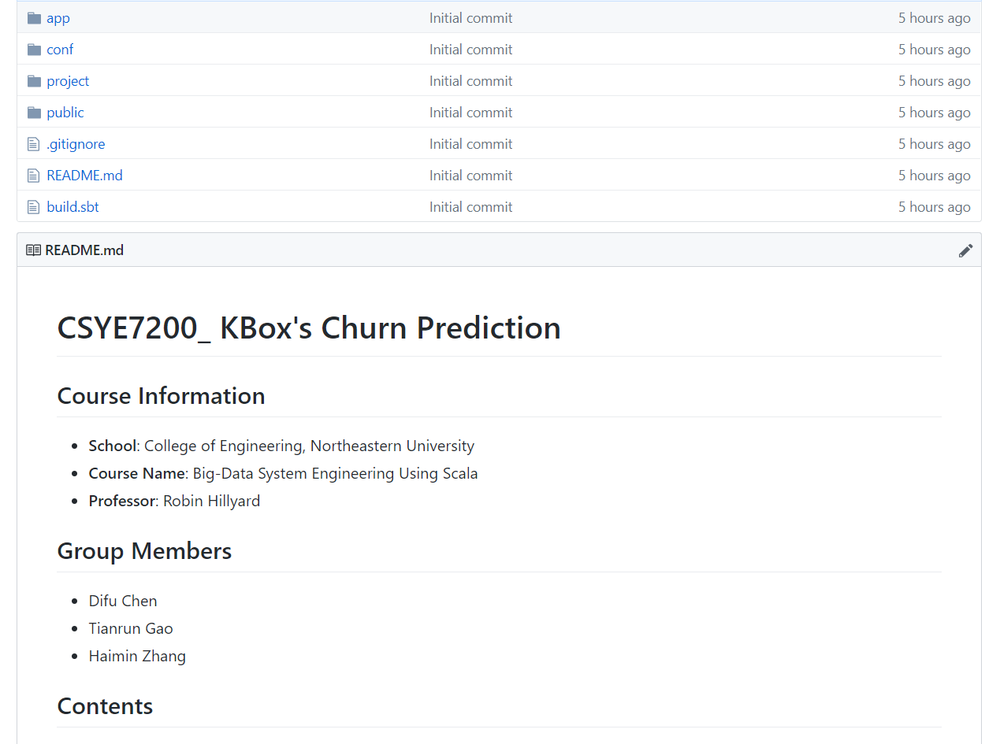 app Initial commit 5 hours ago
conf Initial commit 5 hours ago
project Initial commit 5 hours ago
public Initial commit 5 hours ago
.gitignore Initial commit 5 hours ago
README.md Initial commit 5 hours ago
build.sbt Initial commit 5 hours ago
README.md
CSYE7200_ KBox's Churn Prediction
Course Information
School: College of Engineering, Northeastern University
Course Name: Big-Data System Engineering Using Scala
Professor: Robin Hillyard
Group Members
Difu Chen
Tianrun Gao
Haimin Zhang
Contents